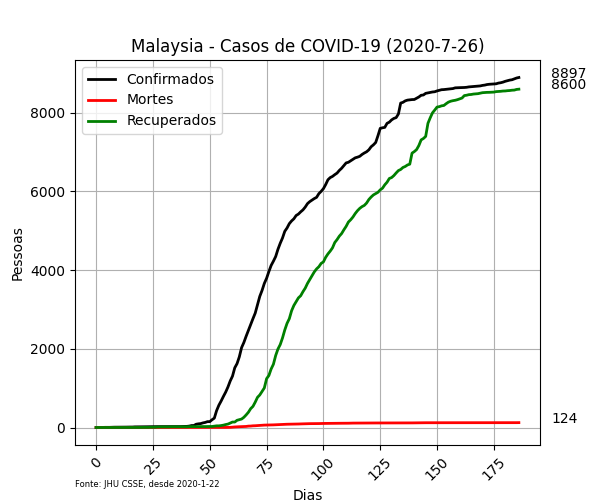 Malaysia - Casos de COVID-19 (2020-7-26)
Confirmados
Mortes
Recuperados
8897
8600
124
Pessoas
8000
6000
4000
2000
0
0
25
50
75
100
125
150
175
Dias
Fonte: JHU CSSE, desde 2020-1-22